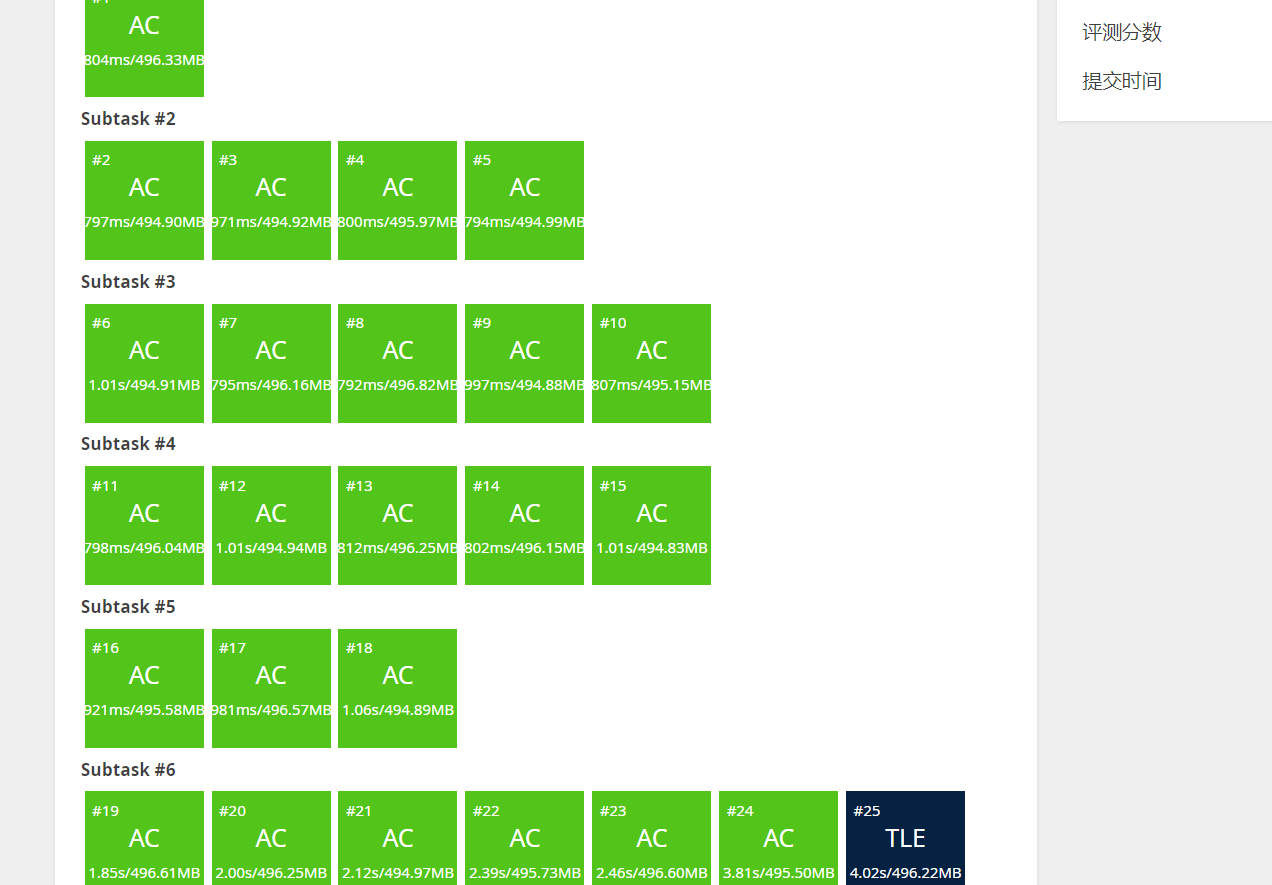 #1
AC
804ms/496.33MB
Subtask #2
#2 #3 #4 #5
AC AC AC AC
797ms/494.90MB 971ms/494.92MB 800ms/495.97MB 794ms/494.99MB
Subtask #3
#6 #7 #8 #9 #10
AC AC AC AC AC
1.01s/494.91MB 795ms/496.16MB 792ms/496.82MB 997ms/494.88MB 807ms/495.15MB
Subtask #4
#11 #12 #13 #14 #15
AC AC AC AC AC
798ms/496.04MB 1.01s/494.94MB 812ms/496.25MB 802ms/496.15MB 1.01s/494.83MB
Subtask #5
#16 #17 #18
AC AC AC
921ms/495.58MB 981ms/496.57MB 1.06s/494.89MB
Subtask #6
#19 #20 #21 #22 #23 #24 #25
AC AC AC AC AC AC TLE
1.85s/496.61MB 2.00s/496.25MB 2.12s/494.97MB 2.39s/495.73MB 2.46s/496.60MB 3.81s/495.50MB 4.02s/496.22MB
评测分数
提交时间